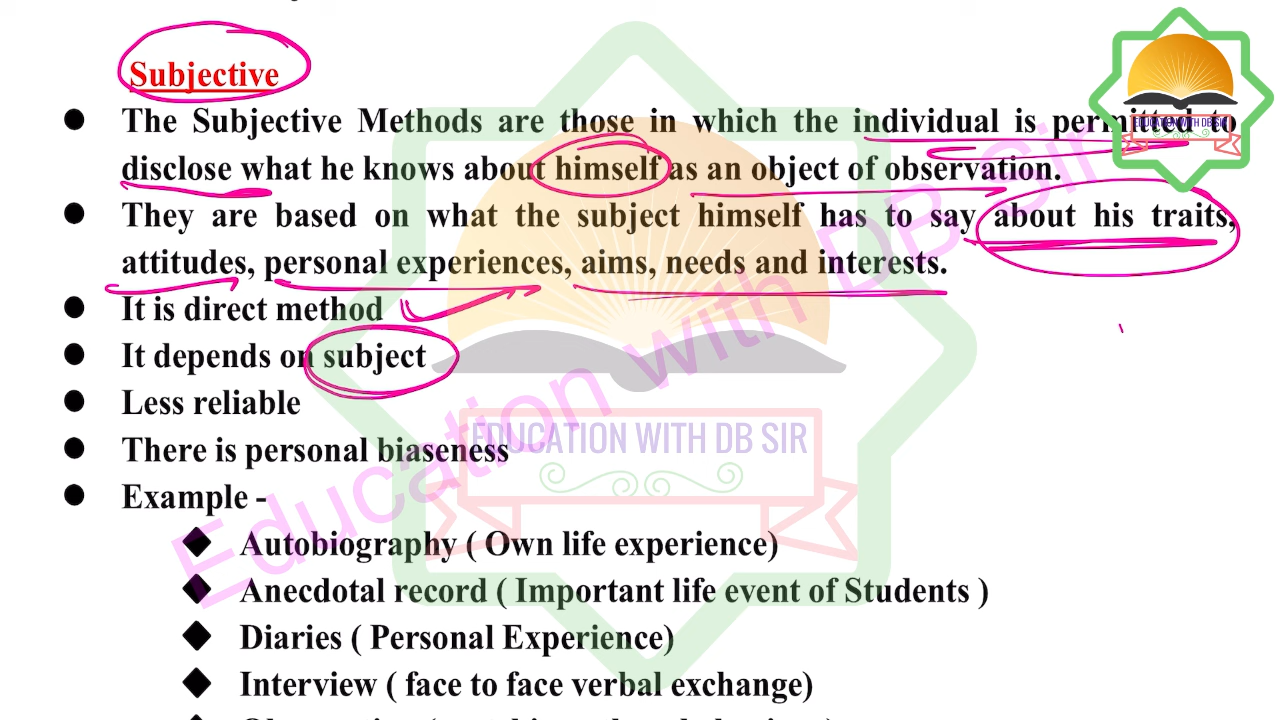 Subjective
● The Subjective Methods are those in which the individual is permitted to
disclose what he knows about himself as an object of observation.
● They are based on what the subject himself has to say about his traits,
attitudes, personal experiences, aims, needs and interests.
● It is direct method
● It depends on subject
● Less reliable
● There is personal biaseness
● Example -
◆ Autobiography ( Own life experience)
◆ Anecdotal record ( Important life event of Students )
◆ Diaries ( Personal Experience)
◆ Interview ( face to face verbal exchange)
EDUCATION WITH DB SIR
EDUCATION WITH DB SIR
Education with DB Sir